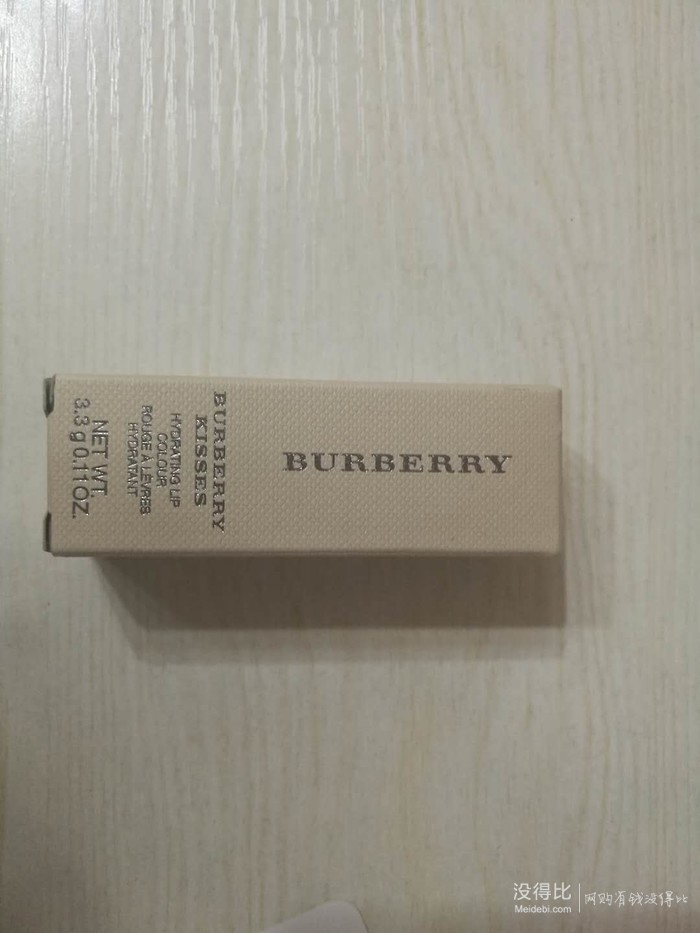 BURBERRY
BURBERRY
KISSES
HYDRATING LIP
COLOUR
ROUGE À LÈVRES
HYDRATANT
NET WT.
3.3 g 0.11 OZ.
没得比
Meidebi.com
网购有钱没得比